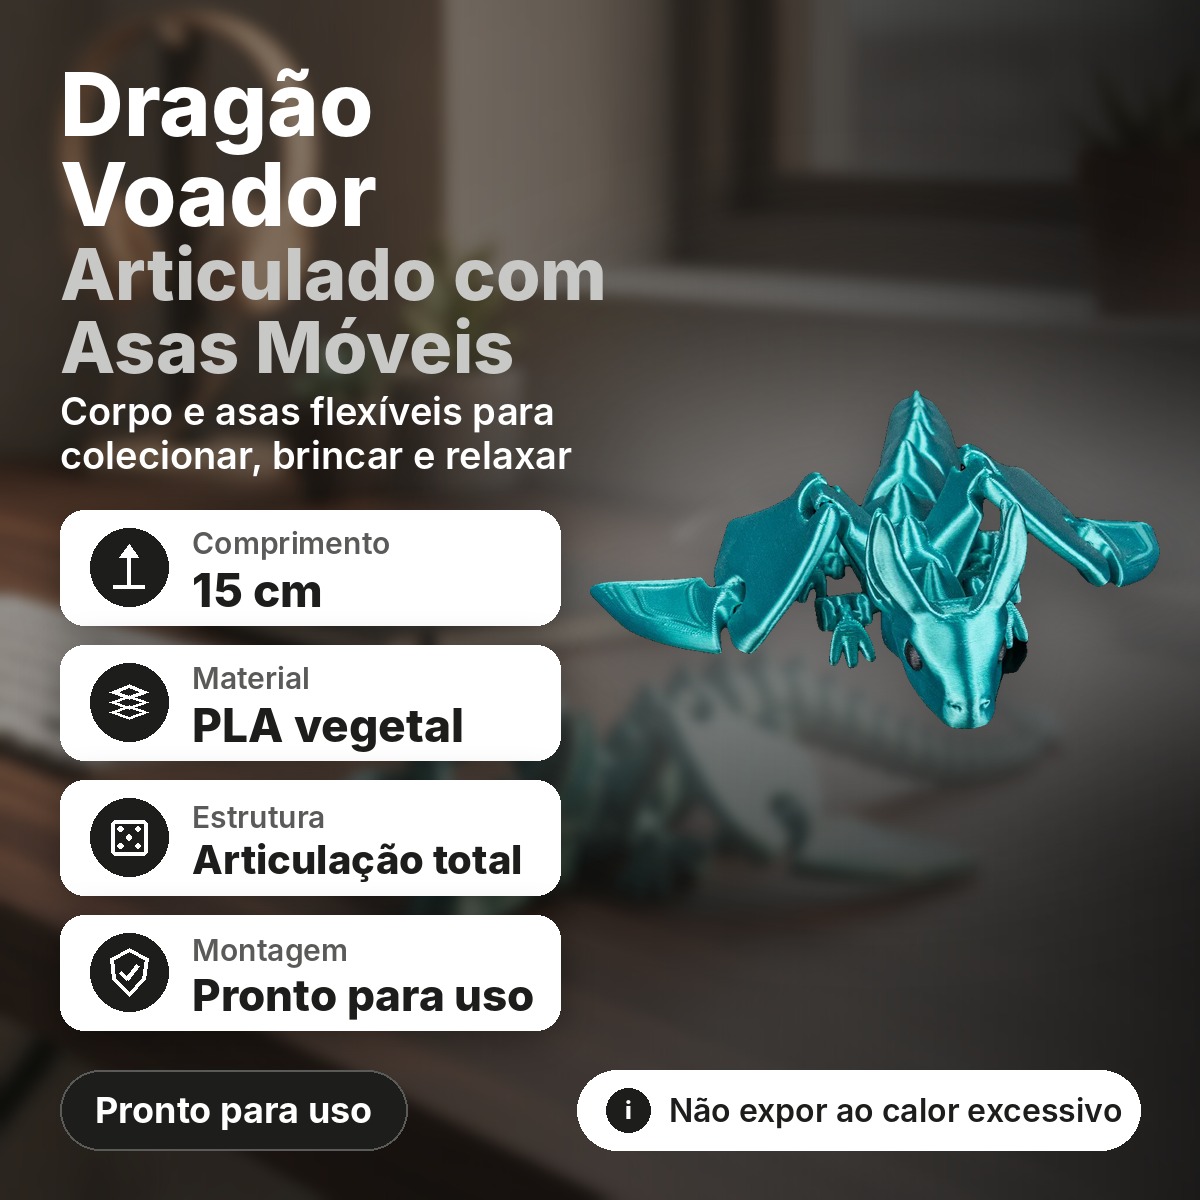 Dragão
Voador
Articulado com
Asas Móveis
Corpo e asas flexíveis para
colecionar, brincar e relaxar
Comprimento
15 cm
Material
PLA vegetal
Estrutura
Articulação total
Montagem
Pronto para uso
Pronto para uso
i Não expor ao calor excessivo